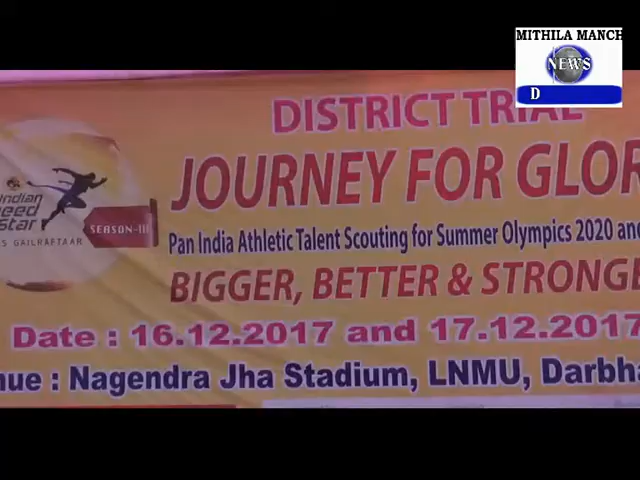 MITHILA MANCH
NEWS
D
DISTRICT TRIAL
JOURNEY FOR GLOR
Indian
eed
Star
S GAILRAFTAAR
SEASON-III
Pan India Athletic Talent Scouting for Summer Olympics 2020 and
BIGGER, BETTER & STRONGE
Date : 16.12.2017 and 17.12.2017
nue : Nagendra Jha Stadium, LNMU, Darbha